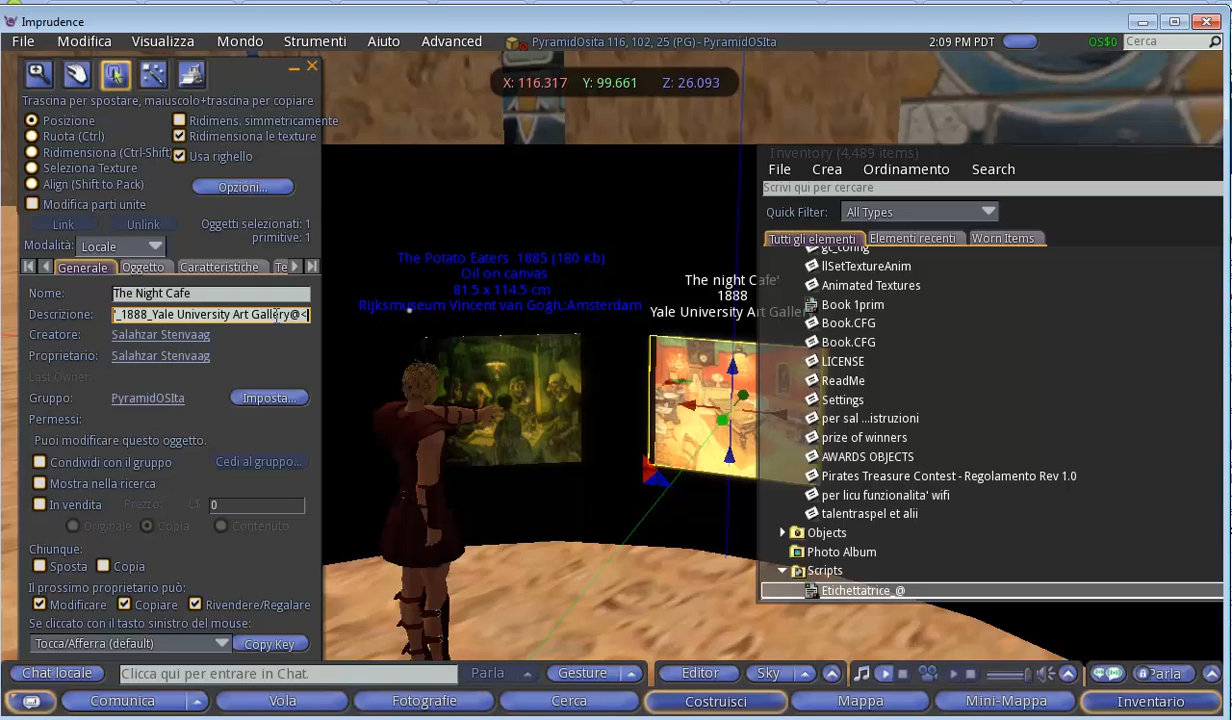 Imprudence
File Modifica Visualizza Mondo Strumenti Aiuto Advanced PyramidOsita 116, 102, 25 (PG) - PyramidOSIta 2:09 PM PDT OS$0 Cerca
X: 116.317 Y: 99.661 Z: 26.093
Trascina per spostare, maiuscolo+trascina per copiare
Posizione Ridimens. simmetricamente
Ruota (Ctrl) Ridimensiona le texture
Ridimensiona (Ctrl-Shift) Usa righello
Seleziona Texture
Align (Shift to Pack) Opzioni...
Modifica parti unite
Link Unlink Oggetti selezionati: 1
primitive: 1
Modalità: Locale
Generale Oggetto Caratteristiche Te
Nome: The Night Cafe
Descrizione: '_1888_Yale University Art Gallery@<
Creatore: Salahzar Stenvaag
Proprietario: Salahzar Stenvaag
Last Owner:
Gruppo: PyramidOSIta Imposta...
Permessi:
Puoi modificare questo oggetto.
Condividi con il gruppo Cedi al gruppo...
Mostra nella ricerca
In vendita Prezzo: L$ 0
Originale Copia Contenuto
Chiunque:
Sposta Copia
Il prossimo proprietario può:
Modificare Copiare Rivendere/Regalare
Se cliccato con il tasto sinistro del mouse:
Tocca/Afferra (default) Copy Key
The Potato Eaters 1885 (180 Kb)
Oil on canvas
81.5 x 114.5 cm
Rijksmuseum Vincent van Gogh,:Amsterdam
The night Cafe'
1888
Yale University Art Gallery
Inventory (4,489 items)
File Crea Ordinamento Search
Scrivi qui per cercare
Quick Filter: All Types
Tutti gli elementi Elementi recenti Worn Items
gc_config
llSetTextureAnim
Animated Textures
Book 1prim
Book.CFG
Book.CFG
LICENSE
ReadMe
Settings
per sal ...istruzioni
prize of winners
AWARDS OBJECTS
Pirates Treasure Contest - Regolamento Rev 1.0
per licu funzionalita' wifi
talentraspel et alii
Objects
Photo Album
Scripts
Etichettatrice_@
Chat locale Clicca qui per entrare in Chat. Parla Gesture Editor Sky Parla
Comunica Vola Fotografie Cerca Costruisci Mappa Mini-Mappa Inventario